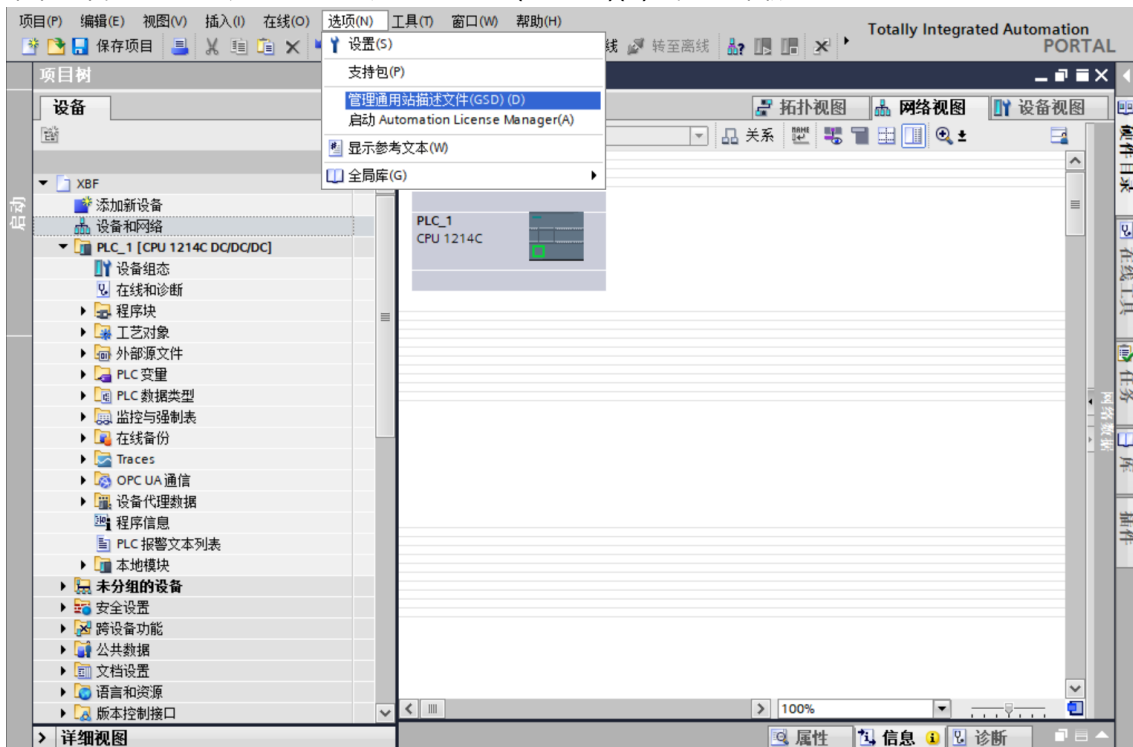 项目(P) 编辑(E) 视图(V) 插入(I) 在线(O) 选项(N) 工具(T) 窗口(W) 帮助(H)
Totally Integrated Automation
PORTAL
保存项目
线 转至离线
设置(S)
支持包(P)
管理通用站描述文件(GSD) (D)
启动 Automation License Manager(A)
显示参考文本(W)
全局库(G)
项目树
设备
拓扑视图 网络视图 设备视图
关系
启动
XBF
添加新设备
设备和网络
PLC_1 [CPU 1214C DC/DC/DC]
设备组态
在线和诊断
程序块
工艺对象
外部源文件
PLC 变量
PLC 数据类型
监控与强制表
在线备份
Traces
OPC UA 通信
设备代理数据
程序信息
PLC 报警文本列表
本地模块
未分组的设备
安全设置
跨设备功能
公共数据
文档设置
语言和资源
版本控制接口
详细视图
PLC_1
CPU 1214C
100%
属性 信息 诊断
网络数据
硬件目录
在线工具
任务
库
插件